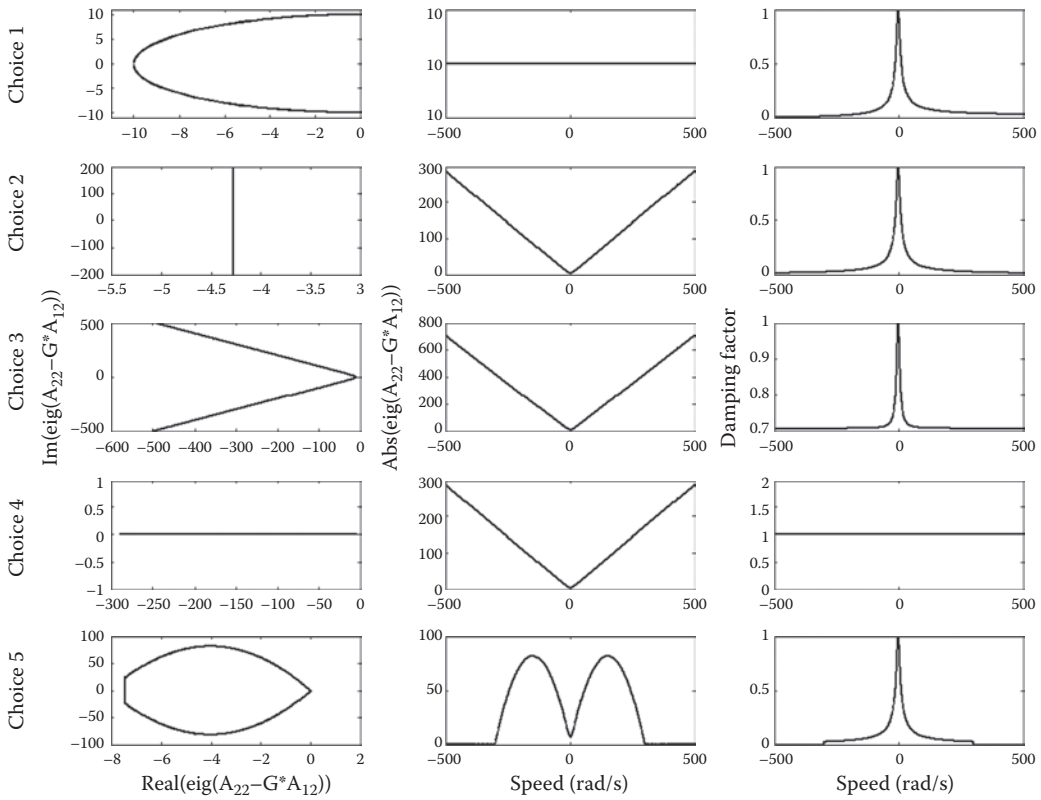 Choice 1
10
5
0
−5
−10
−10 −8 −6 −4 −2 0
10
10
10
−500 0 500
1
0.5
0
−500 0 500
Choice 2
200
100
0
−100
−200
−5.5 −5 −4.5 −4 −3.5 3
300
200
100
0
−500 0 500
1
0.5
0
−500 0 500
Choice 3
Im(eig(A22−G*A12))
500
0
−500
−600 −500 −400 −300 −200 −100 0
Abs(eig(A22−G*A12))
800
600
400
200
0
−500 0 500
Damping factor
1
0.9
0.8
0.7
−500 0 500
Choice 4
1
0.5
0
−0.5
−1
−300 −250 −200 −150 −100 −50 0
300
200
100
0
−500 0 500
2
1.5
1
0.5
0
−500 0 500
Choice 5
100
50
0
−50
−100
−8 −6 −4 −2 0 2
Real(eig(A22−G*A12))
100
50
0
−500 0 500
Speed (rad/s)
1
0.5
0
−500 0 500
Speed (rad/s)